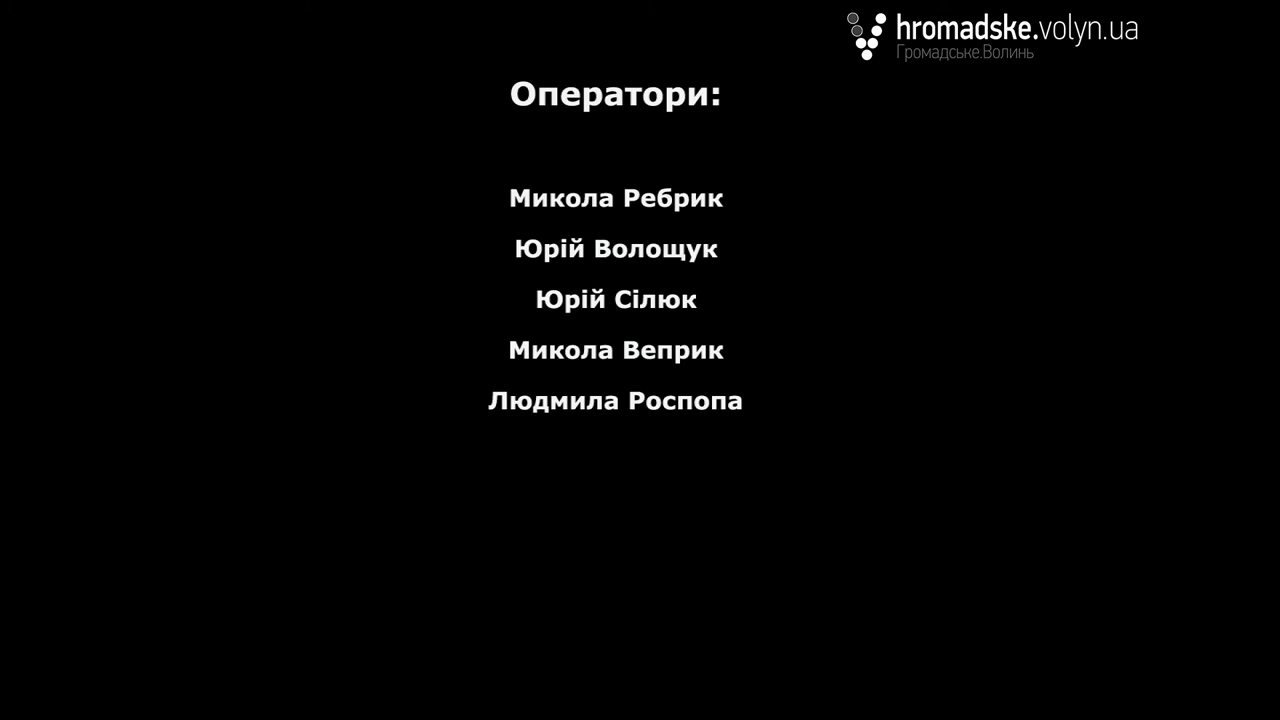 hromadske.volyn.ua
Громадське.Волинь
Оператори:
Микола Ребрик
Юрій Волощук
Юрій Сілюк
Микола Веприк
Людмила Роспопа